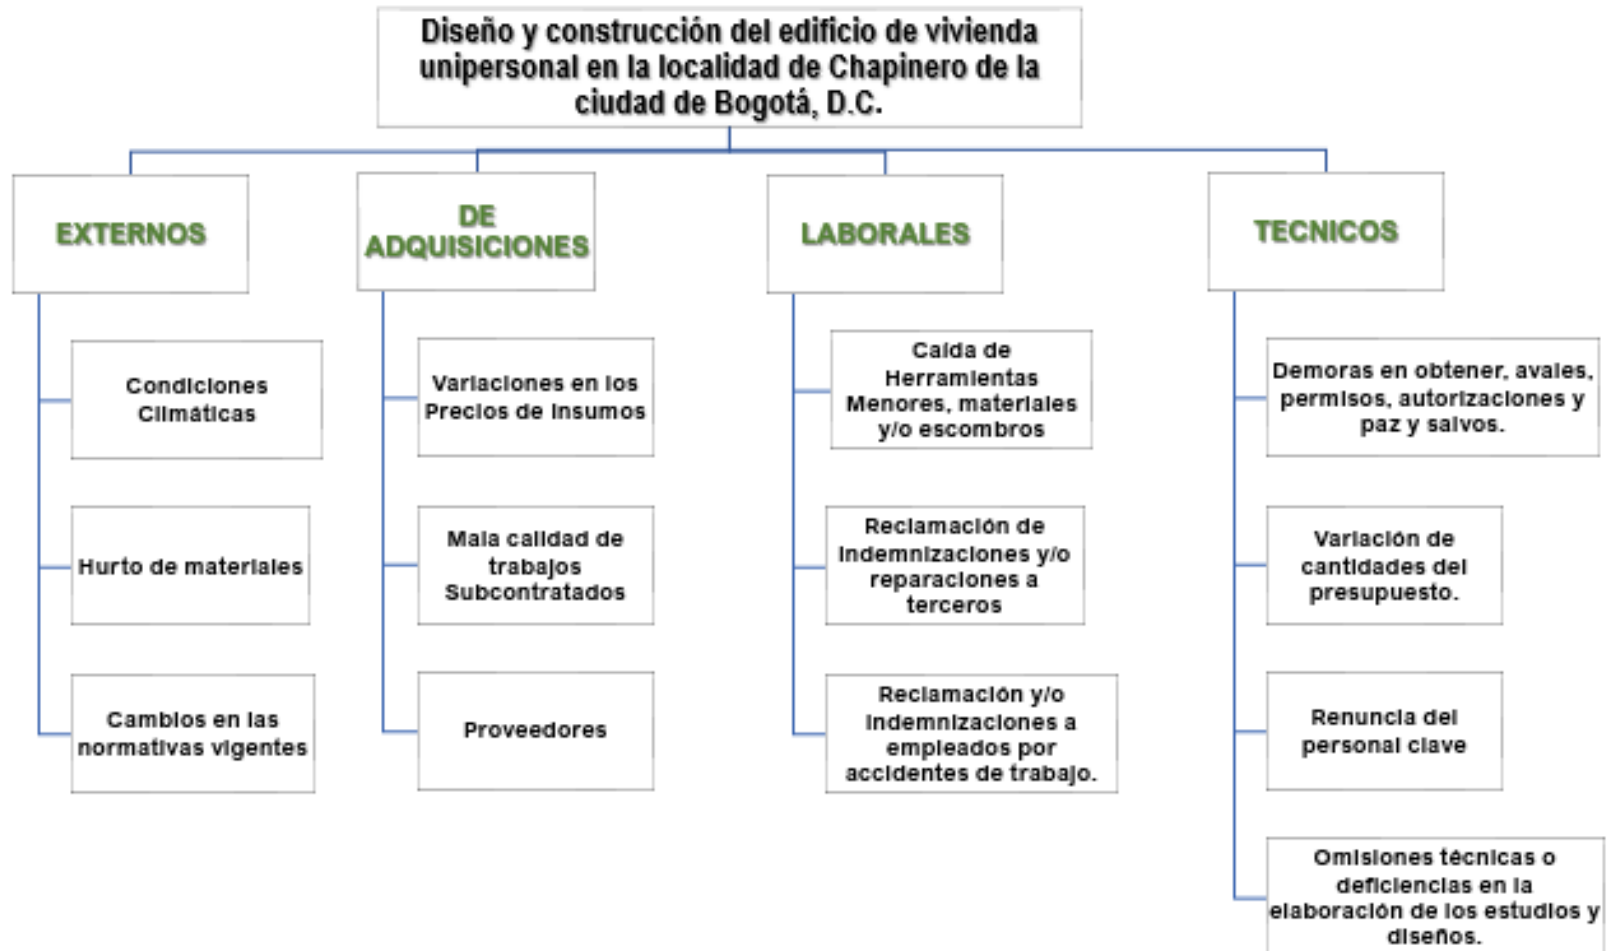 Diseño y construcción del edificio de vivienda
unipersonal en la localidad de Chapinero de la
ciudad de Bogotá, D.C.
EXTERNOS
Condiciones
Climáticas
Hurto de materiales
Cambios en las
normativas vigentes
DE
ADQUISICIONES
Variaciones en los
Precios de Insumos
Mala calidad de
trabajos
Subcontratados
Proveedores
LABORALES
Caída de
Herramientas
Menores, materiales
y/o escombros
Reclamación de
indemnizaciones y/o
reparaciones a
terceros
Reclamación y/o
indemnizaciones a
empleados por
accidentes de trabajo.
TECNICOS
Demoras en obtener, avales,
permisos, autorizaciones y
paz y salvos.
Variación de
cantidades del
presupuesto.
Renuncia del
personal clave
Omisiones técnicas o
deficiencias en la
elaboración de los estudios y
diseños.